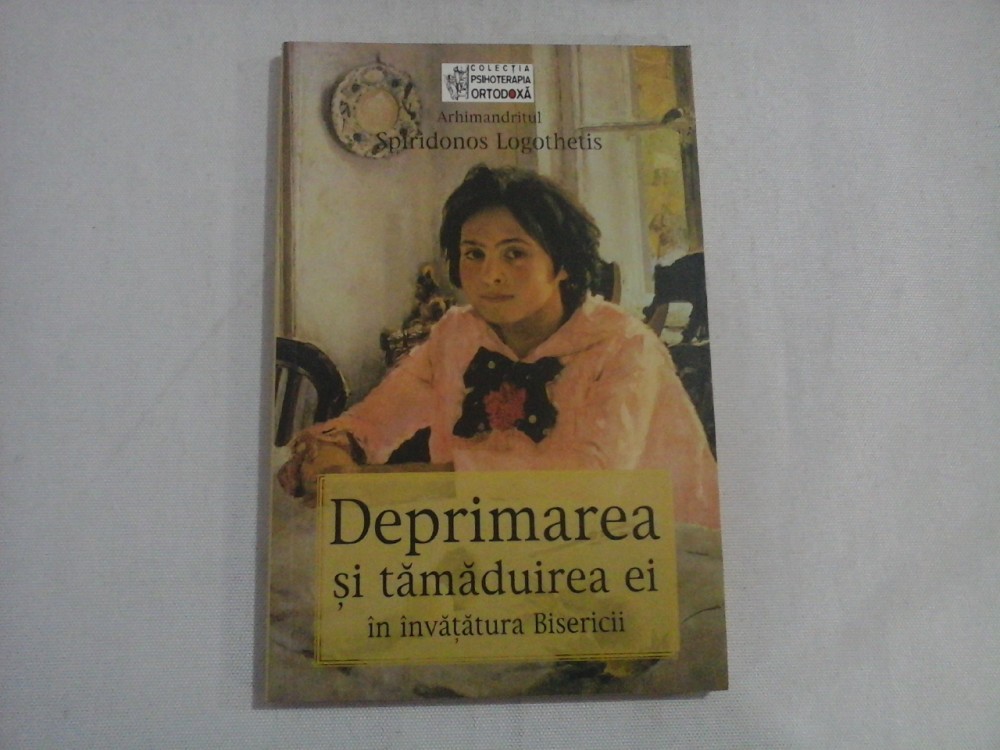 COLECȚIA
PSIHOTERAPIA
ORTODOXĂ
Arhimandritul
Spiridonos Logothetis
Deprimarea
și tămăduirea ei
în învățătura Bisericii